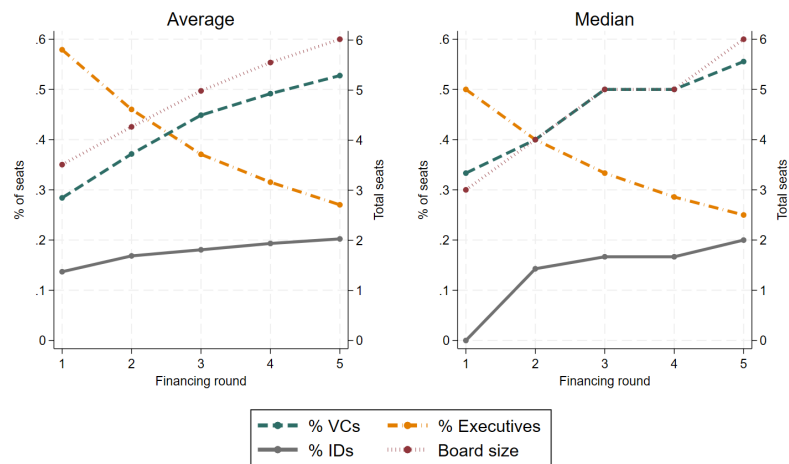 Average
Median
.6
.5
.4
.3
.2
.1
0
% of seats
6
5
4
3
2
1
0
Total seats
1 2 3 4 5
Financing round
.6
.5
.4
.3
.2
.1
0
% of seats
6
5
4
3
2
1
0
Total seats
1 2 3 4 5
Financing round
% VCs % Executives
% IDs Board size